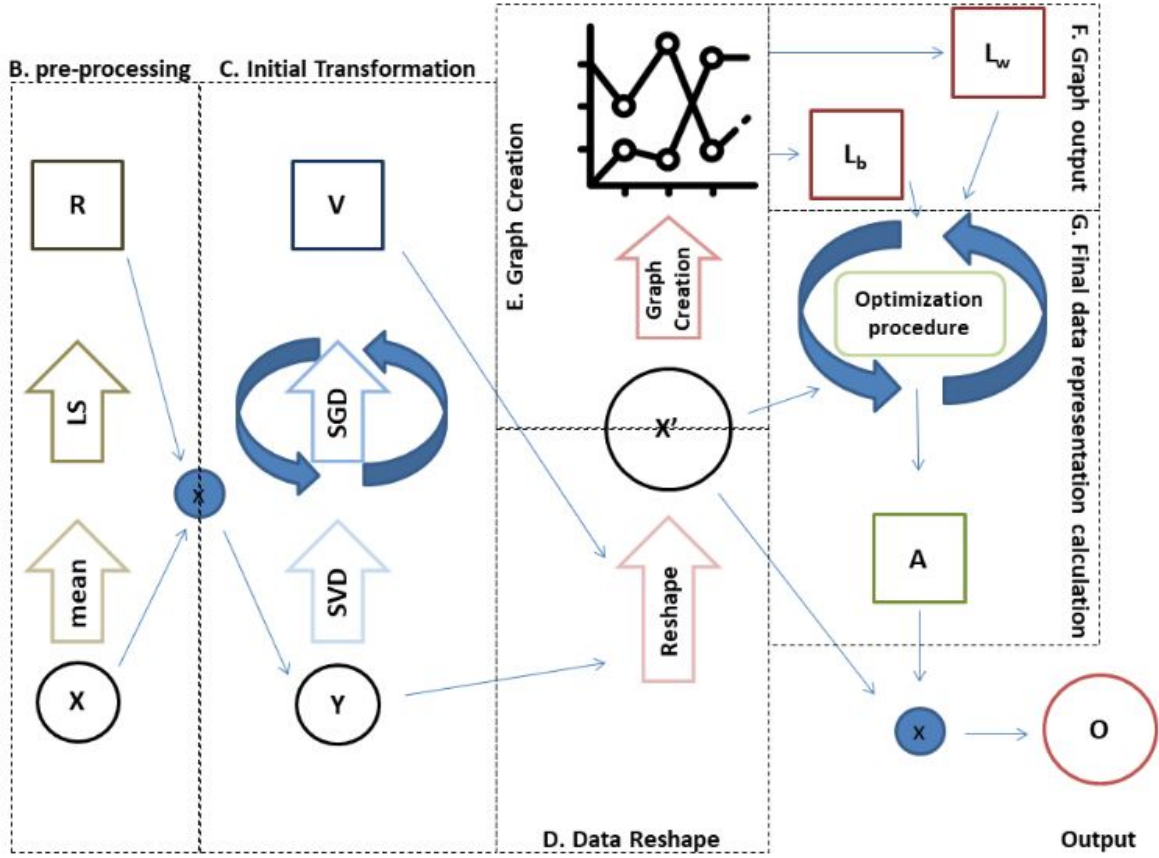 B. pre-processing
R
LS
mean
X
x
C. Initial Transformation
V
SGD
SVD
Y
E. Graph Creation
Graph
Creation
X’
Reshape
D. Data Reshape
F. Graph output
Lw
Lb
G. Final data representation calculation
Optimization
procedure
A
x
O
Output